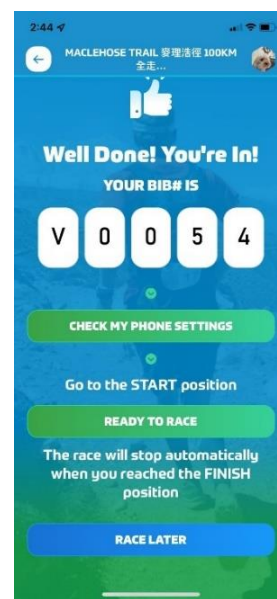 2:44
MACLEHOSE TRAIL 麥理浩徑 100KM
全走...
Well Done! You're In!
YOUR BIB# IS
V 0 0 5 4
CHECK MY PHONE SETTINGS
Go to the START position
READY TO RACE
The race will stop automatically
when you reached the FINISH
position
RACE LATER